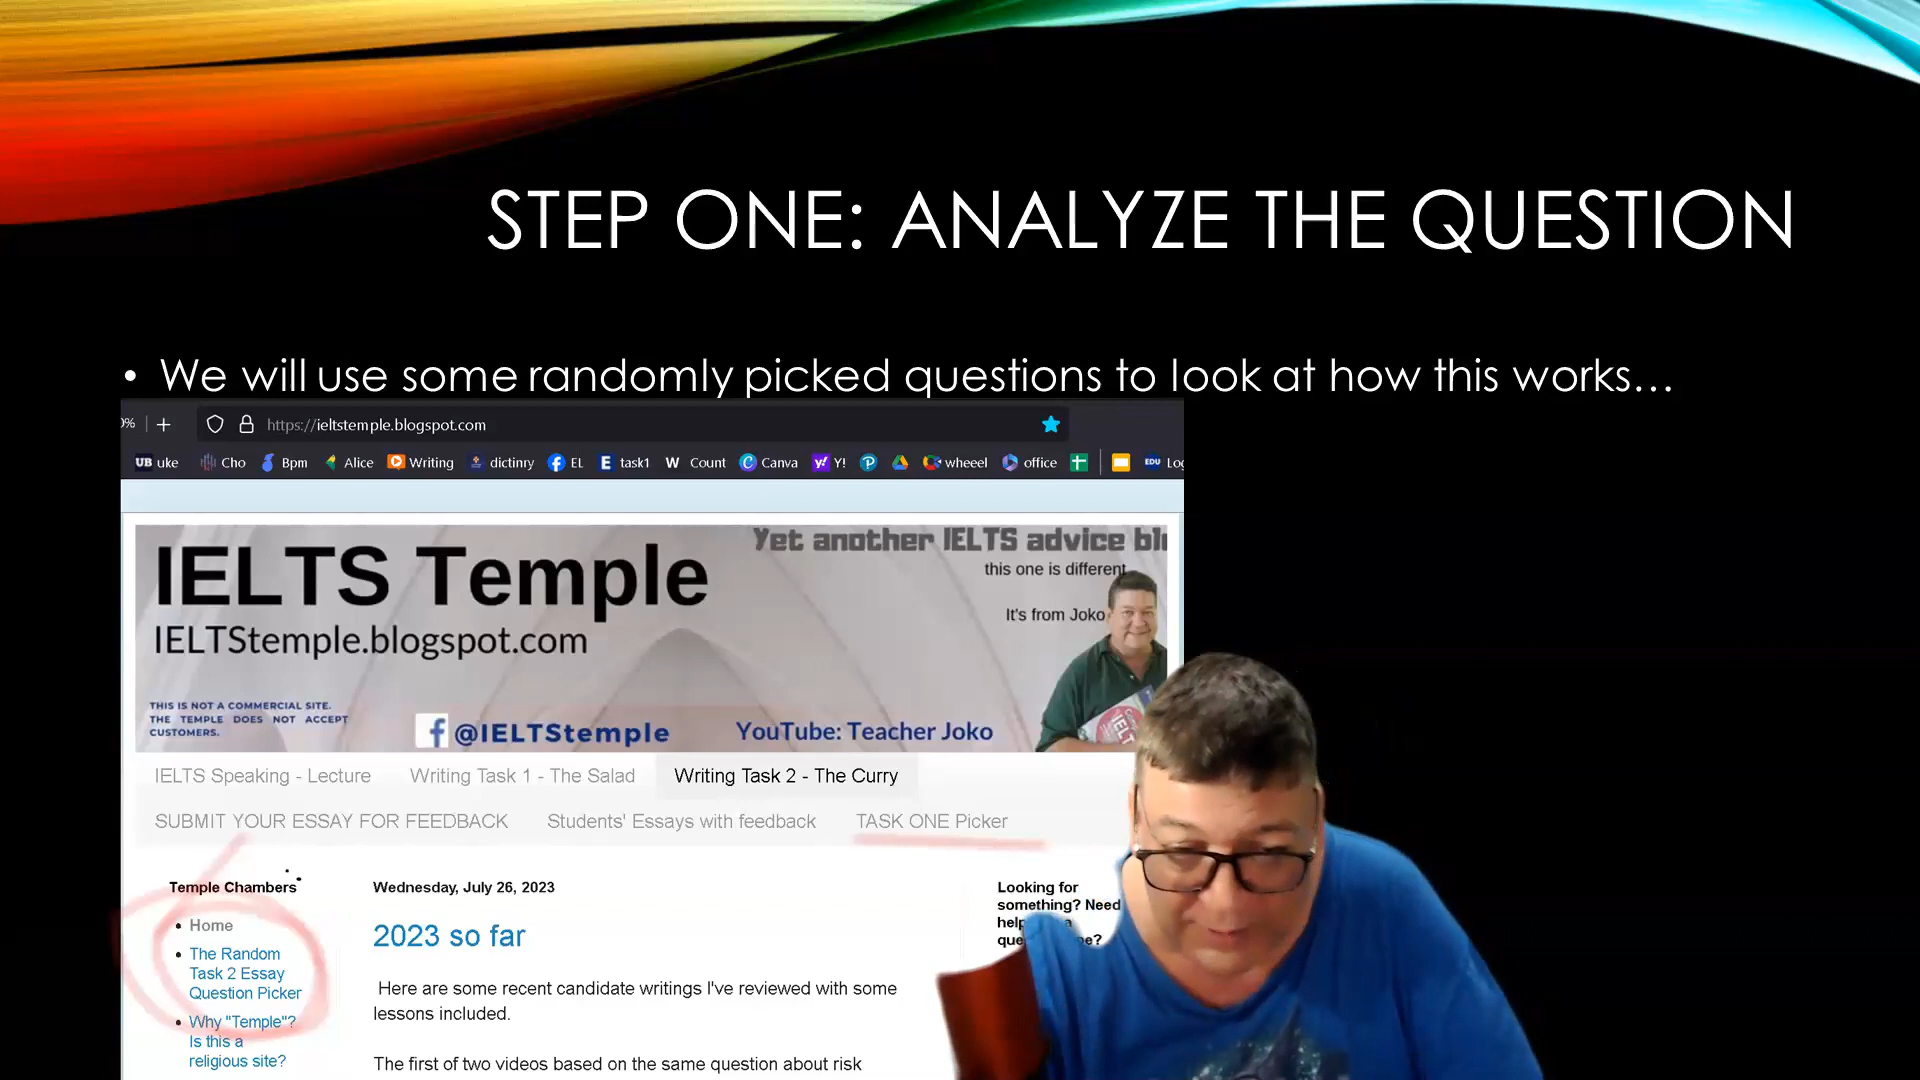 STEP ONE: ANALYZE THE QUESTION
• We will use some randomly picked questions to look at how this works...
https://ieltstemple.blogspot.com
UB uke Cho Bpm Alice Writing dictinry EL E task1 W Count Canva Y! wheeel office EDU
Yet another IELTS advice
this one is different
It's from Joko
IELTS Temple
IELTStemple.blogspot.com
THIS IS NOT A COMMERCIAL SITE.
THE TEMPLE DOES NOT ACCEPT
CUSTOMERS.
@IELTStemple
YouTube: Teacher Joko
IELTS Speaking - Lecture Writing Task 1 - The Salad Writing Task 2 - The Curry
SUBMIT YOUR ESSAY FOR FEEDBACK Students' Essays with feedback TASK ONE Picker
Temple Chambers
• Home
• The Random
Task 2 Essay
Question Picker
• Why "Temple"?
Is this a
religious site?
Wednesday, July 26, 2023
2023 so far
Here are some recent candidate writings I've reviewed with some
lessons included.
The first of two videos based on the same question about risk
Looking for
something? Need